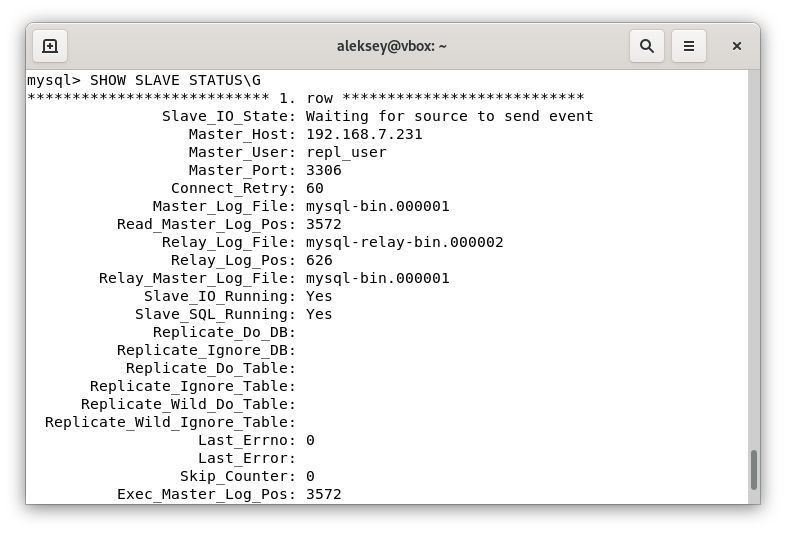 aleksey@vbox: ~
mysql> SHOW SLAVE STATUS\G
*************************** 1. row ***************************
Slave_IO_State: Waiting for source to send event
Master_Host: 192.168.7.231
Master_User: repl_user
Master_Port: 3306
Connect_Retry: 60
Master_Log_File: mysql-bin.000001
Read_Master_Log_Pos: 3572
Relay_Log_File: mysql-relay-bin.000002
Relay_Log_Pos: 626
Relay_Master_Log_File: mysql-bin.000001
Slave_IO_Running: Yes
Slave_SQL_Running: Yes
Replicate_Do_DB:
Replicate_Ignore_DB:
Replicate_Do_Table:
Replicate_Ignore_Table:
Replicate_Wild_Do_Table:
Replicate_Wild_Ignore_Table:
Last_Errno: 0
Last_Error:
Skip_Counter: 0
Exec_Master_Log_Pos: 3572